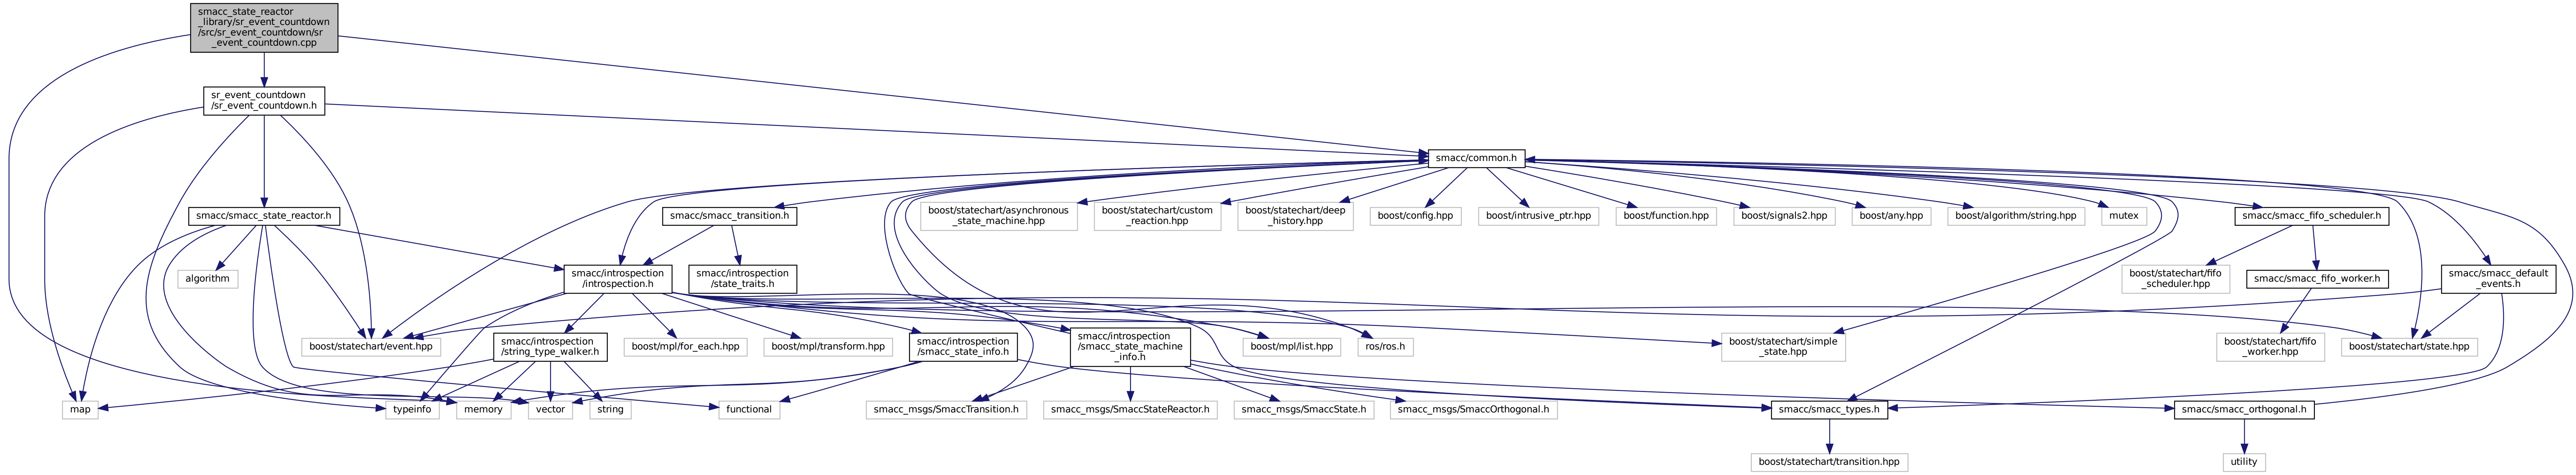 smacc_state_reactor
_library/sr_event_countdown
/src/sr_event_countdown/sr
_event_countdown.cpp
sr_event_countdown
/sr_event_countdown.h
smacc/common.h
smacc/smacc_state_reactor.h
smacc/smacc_transition.h
boost/statechart/asynchronous
_state_machine.hpp
boost/statechart/custom
_reaction.hpp
boost/statechart/deep
_history.hpp
boost/config.hpp
boost/intrusive_ptr.hpp
boost/function.hpp
boost/signals2.hpp
boost/any.hpp
boost/algorithm/string.hpp
mutex
smacc/smacc_fifo_scheduler.h
algorithm
smacc/introspection
/introspection.h
smacc/introspection
/state_traits.h
boost/statechart/fifo
_scheduler.hpp
smacc/smacc_fifo_worker.h
smacc/smacc_default
_events.h
boost/statechart/event.hpp
smacc/introspection
/string_type_walker.h
boost/mpl/for_each.hpp
boost/mpl/transform.hpp
smacc/introspection
/smacc_state_info.h
smacc/introspection
/smacc_state_machine
_info.h
boost/mpl/list.hpp
ros/ros.h
boost/statechart/simple
_state.hpp
boost/statechart/fifo
_worker.hpp
boost/statechart/state.hpp
map
typeinfo
memory
vector
string
functional
smacc_msgs/SmaccTransition.h
smacc_msgs/SmaccStateReactor.h
smacc_msgs/SmaccState.h
smacc_msgs/SmaccOrthogonal.h
smacc/smacc_types.h
smacc/smacc_orthogonal.h
boost/statechart/transition.hpp
utility